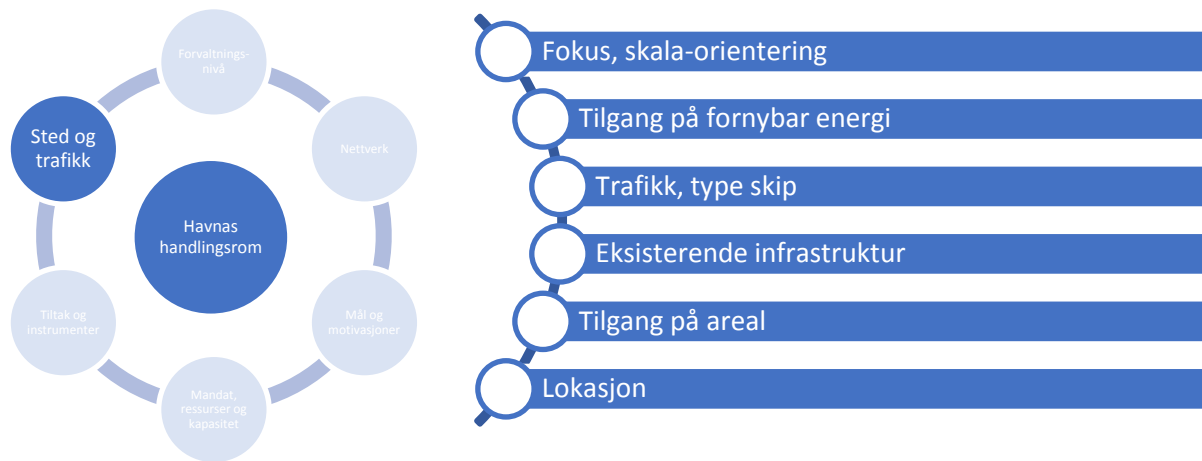 Forvaltnings-
nivå
Sted og
trafikk
Nettverk
Havnas
handlingsrom
Tiltak og
instrumenter
Mål og
motivasjoner
Mandat,
ressurser og
kapasitet
Fokus, skala-orientering
Tilgang på fornybar energi
Trafikk, type skip
Eksisterende infrastruktur
Tilgang på areal
Lokasjon